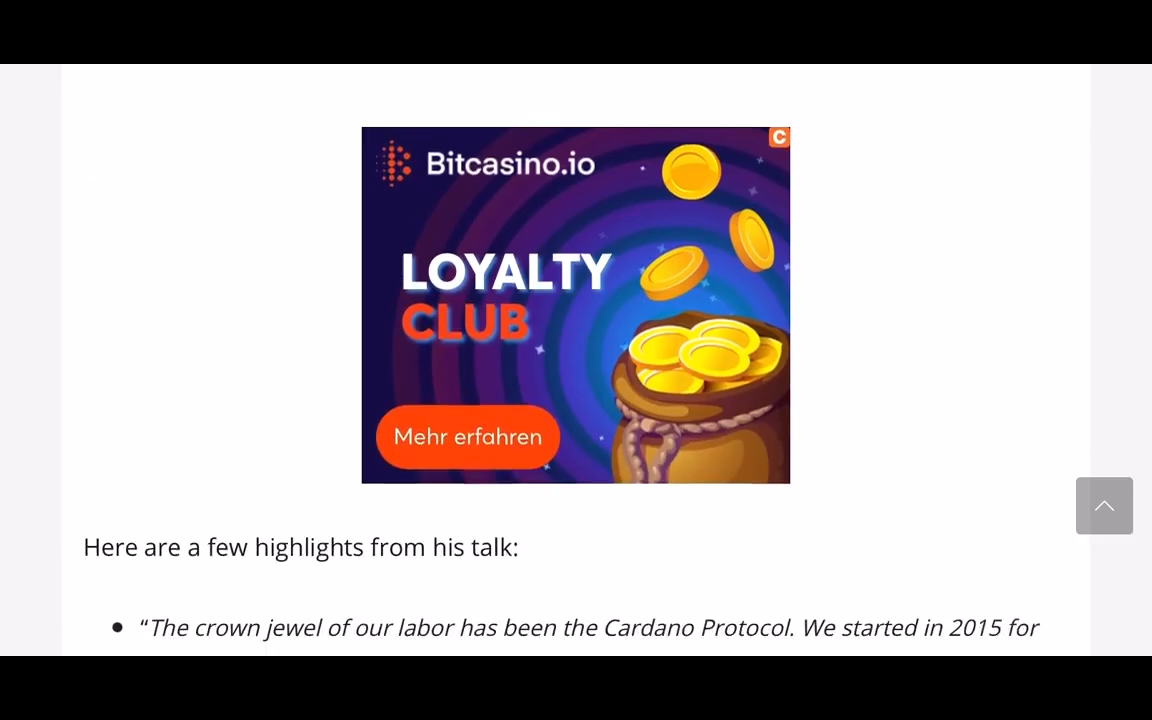 C
Bitcasino.io
LOYALTY
CLUB
Mehr erfahren
Here are a few highlights from his talk:
• “The crown jewel of our labor has been the Cardano Protocol. We started in 2015 for